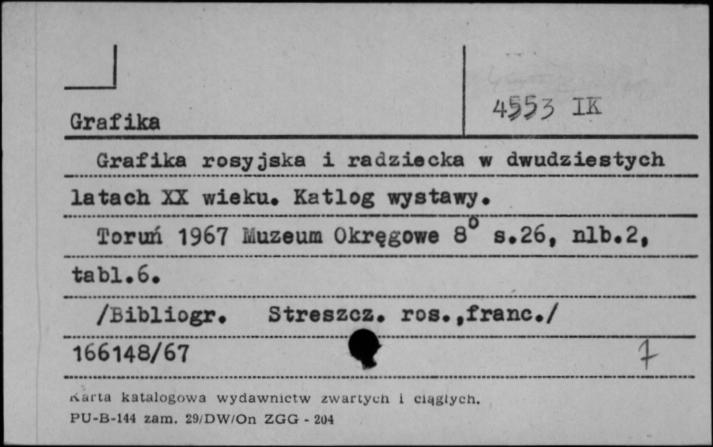 4553 IK
Grafika
Grafika rosyjska i radziecka w dwudziestych
latach XX wieku. Katlog wystawy.
Toruń 1967 Muzeum Okręgowe 8° s.26, nlb.2,
tabl.6.
/Bibliogr. Streszcz. ros.,franc./
166148/67
7
Karta katalogowa wydawnictw zwartych i ciągłych.
PU-B-144 zam. 29/DW/On ZGG - 204